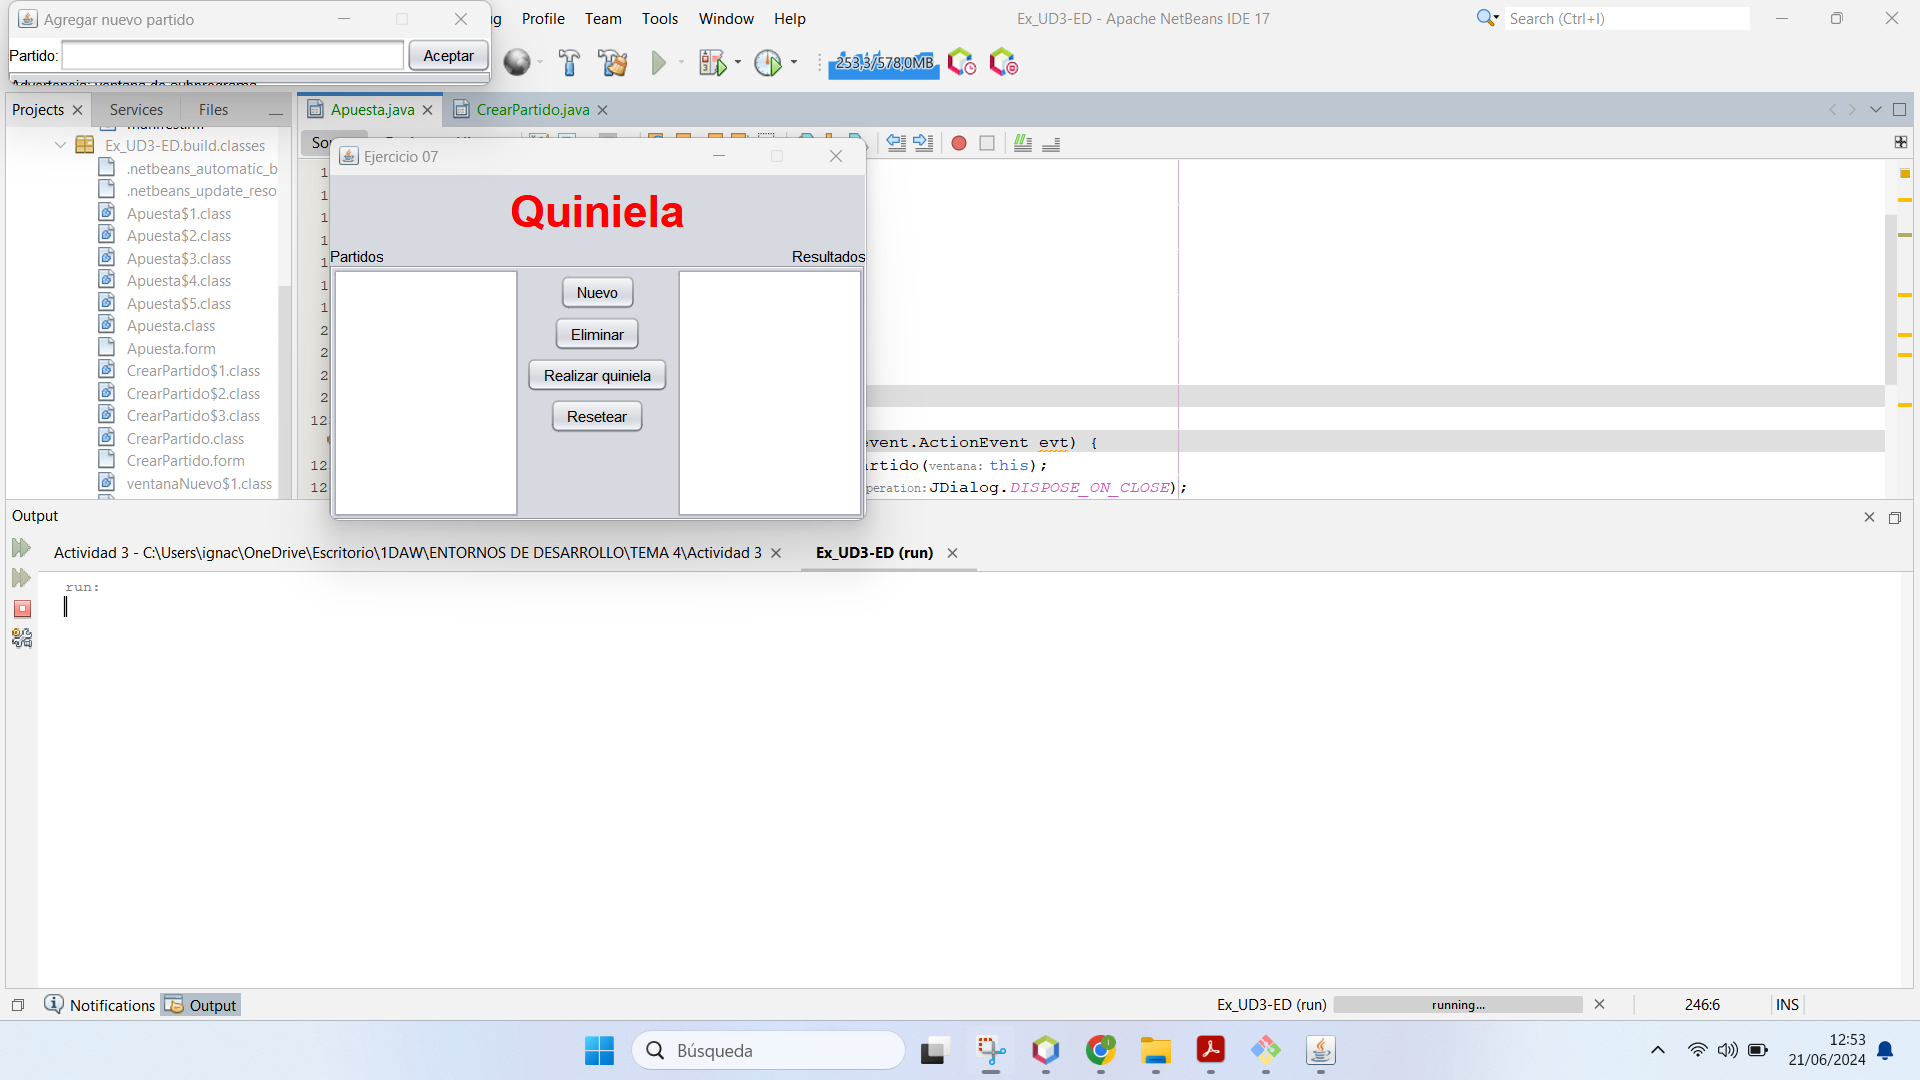 Agregar nuevo partido
Profile Team Tools Window Help
Ex_UD3-ED - Apache NetBeans IDE 17
Search (Ctrl+I)
Partido:
Aceptar
253,3/578,0MB
Advertencia: ventana de subprograma
Projects Services Files
Apuesta.java CrearPartido.java
manifest.mf
Ex_UD3-ED.build.classes
.netbeans_automatic_b
.netbeans_update_reso
Apuesta$1.class
Apuesta$2.class
Apuesta$3.class
Apuesta$4.class
Apuesta$5.class
Apuesta.class
Apuesta.form
CrearPartido$1.class
CrearPartido$2.class
CrearPartido$3.class
CrearPartido.class
CrearPartido.form
ventanaNuevo$1.class
Ejercicio 07
Quiniela
Partidos
Resultados
Nuevo
Eliminar
Realizar quiniela
Resetear
event.ActionEvent evt) {
artido(ventana: this);
peration: JDialog.DISPOSE_ON_CLOSE);
Output
Actividad 3 - C:\Users\ignac\OneDrive\Escritorio\1DAW\ENTORNOS DE DESARROLLO\TEMA 4\Actividad 3
Ex_UD3-ED (run)
run:
Notifications Output
Ex_UD3-ED (run)
running...
246:6
INS
Búsqueda
12:53
21/06/2024